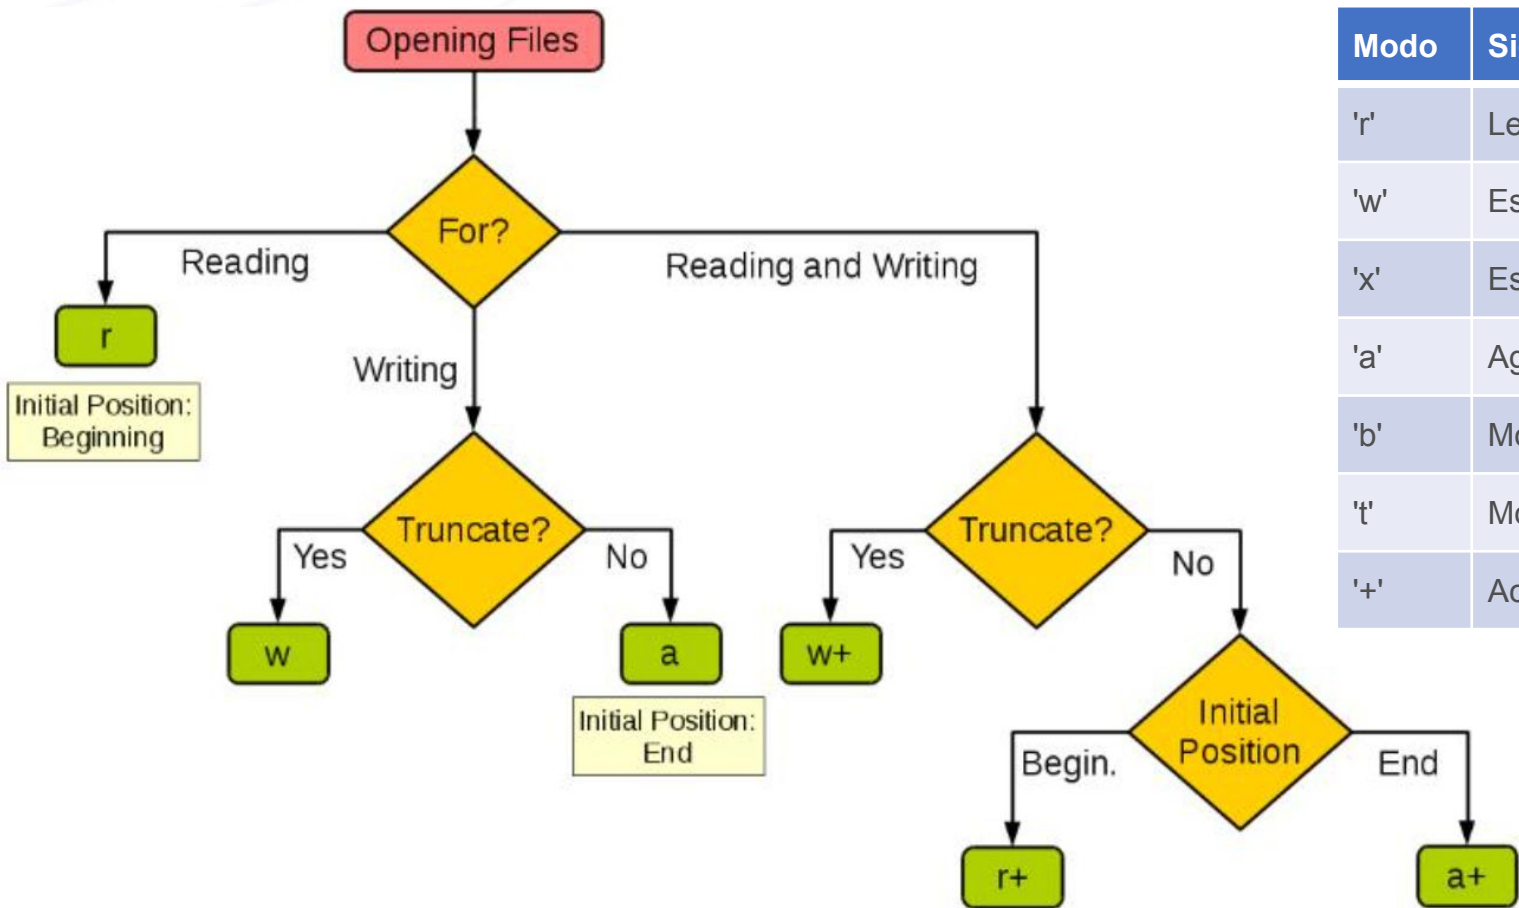 Opening Files
For?
Reading
Reading and Writing
r
Initial Position:
Beginning
Writing
Truncate?
Yes
No
w
a
Initial Position:
End
Truncate?
Yes
No
w+
Initial
Position
Begin.
End
r+
a+
Modo
'r'
'w'
'x'
'a'
'b'
't'
'+'